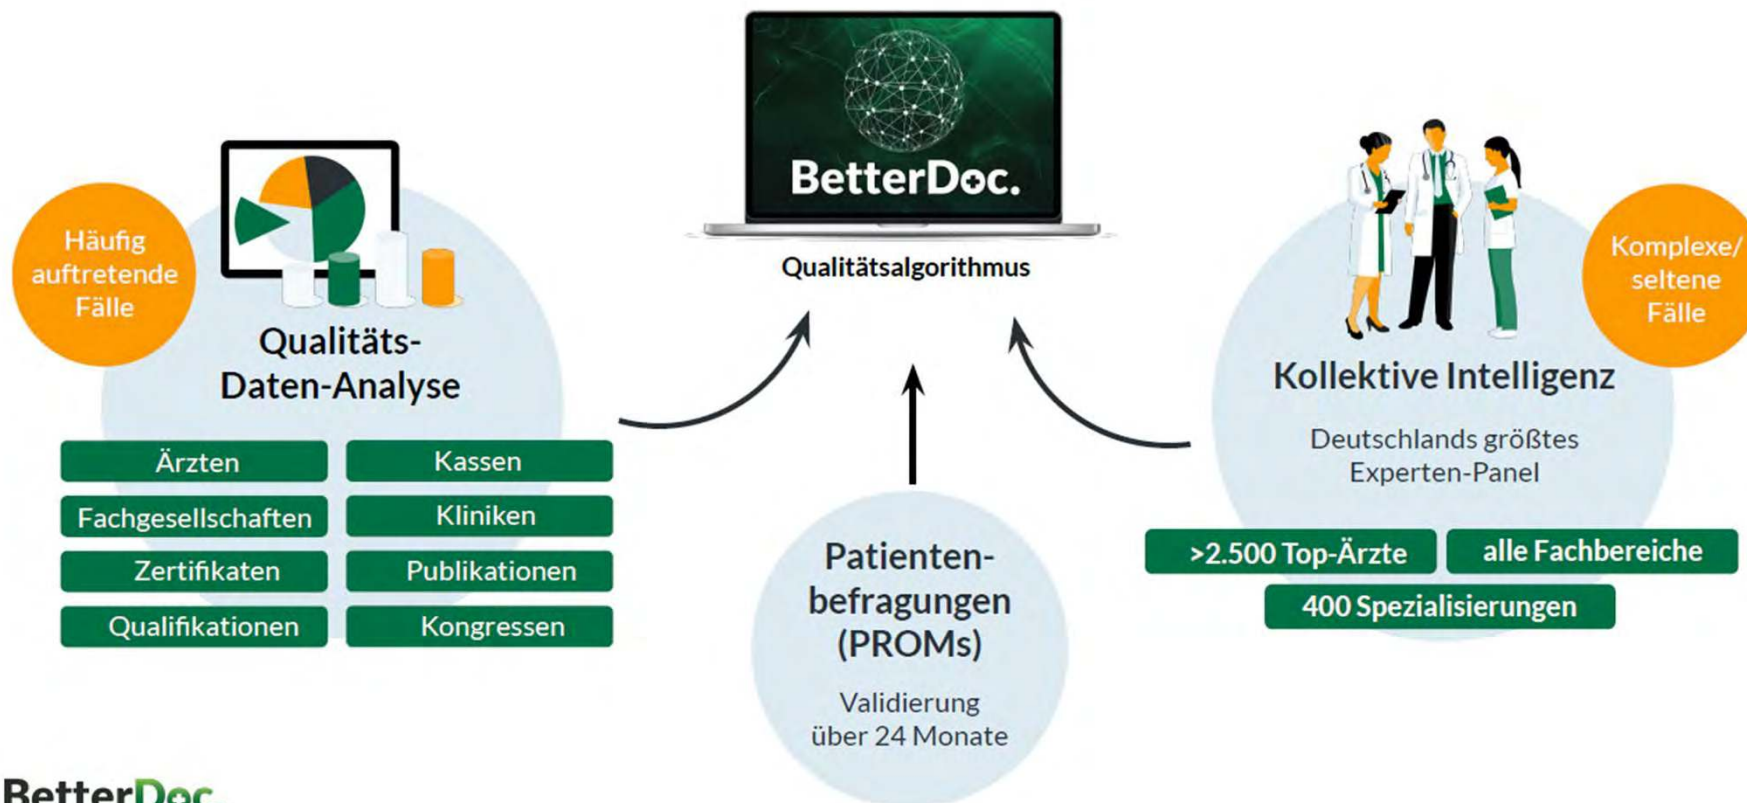 BetterDoc.
Qualitätsalgorithmus
Häufig
auftretende
Fälle
Qualitäts-
Daten-Analyse
Ärzten
Kassen
Fachgesellschaften
Kliniken
Zertifikaten
Publikationen
Qualifikationen
Kongressen
Patienten-
befragungen
(PROMs)
Validierung
über 24 Monate
Komplexe/
seltene
Fälle
Kollektive Intelligenz
Deutschlands größtes
Experten-Panel
>2.500 Top-Ärzte
alle Fachbereiche
400 Spezialisierungen
BetterDoc.